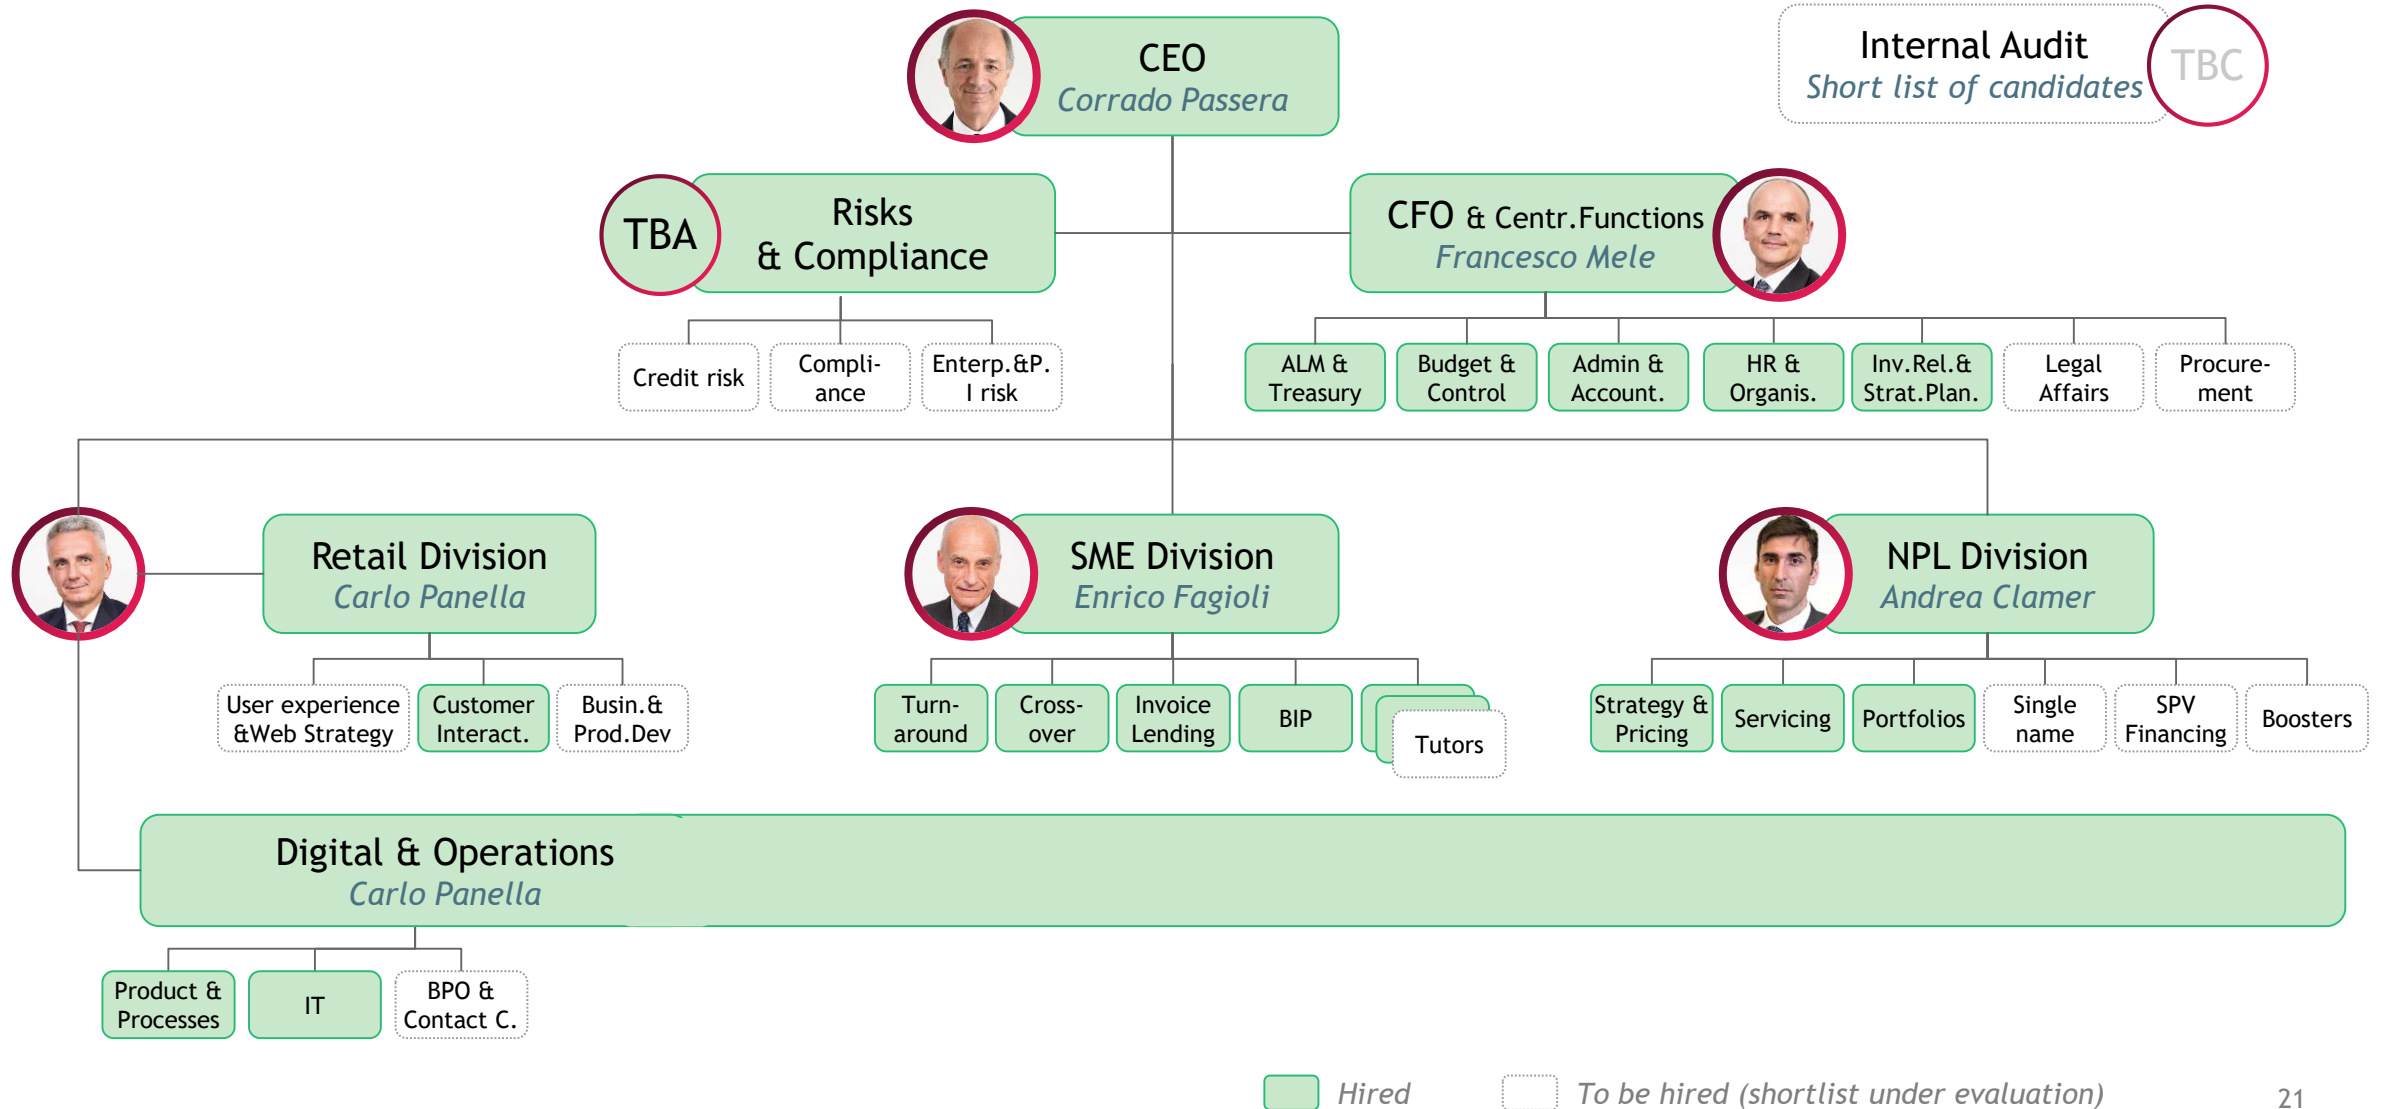 CEO
Corrado Passera
Internal Audit
Short list of candidates
TBC
TBA
Risks
& Compliance
CFO & Centr.Functions
Francesco Mele
Credit risk
Compli-
ance
Enterp.&P.
I risk
ALM &
Treasury
Budget &
Control
Admin &
Account.
HR &
Organis.
Inv.Rel.&
Strat.Plan.
Legal
Affairs
Procure-
ment
Retail Division
Carlo Panella
SME Division
Enrico Fagioli
NPL Division
Andrea Clamer
User experience
&Web Strategy
Customer
Interact.
Busin.&
Prod.Dev
Turn-
around
Cross-
over
Invoice
Lending
BIP
Tutors
Strategy &
Pricing
Servicing
Portfolios
Single
name
SPV
Financing
Boosters
Digital & Operations
Carlo Panella
Product &
Processes
IT
BPO &
Contact C.
Hired
To be hired (shortlist under evaluation)
21